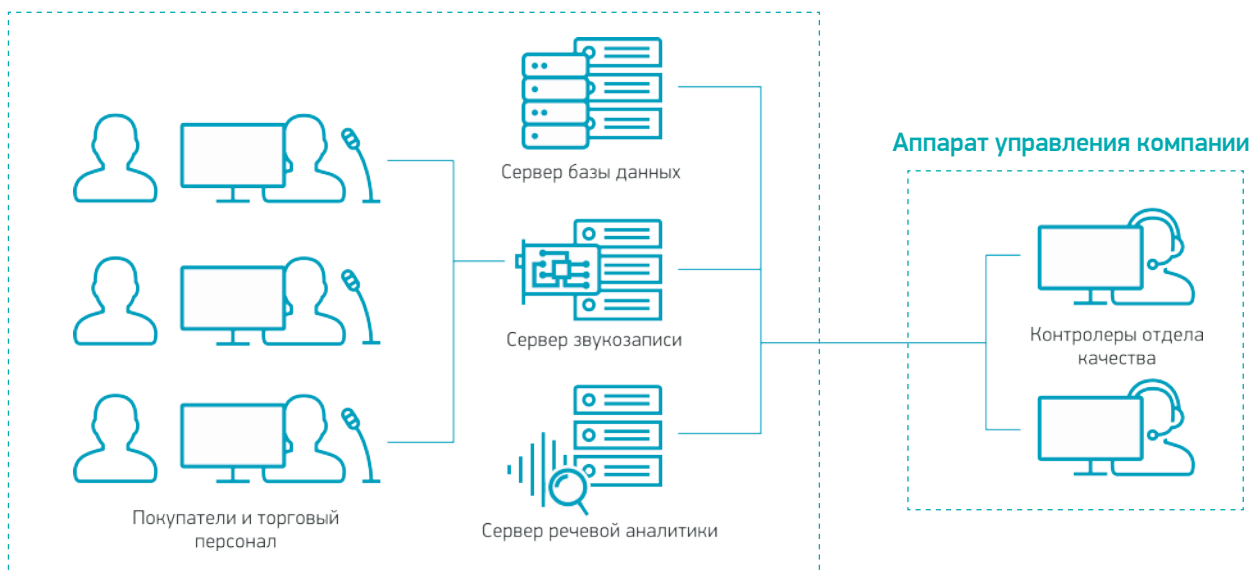 Сервер базы данных
Аппарат управления компании
Сервер звукозаписи
Контролеры отдела
качества
Покупатели и торговый
персонал
Сервер речевой аналитики